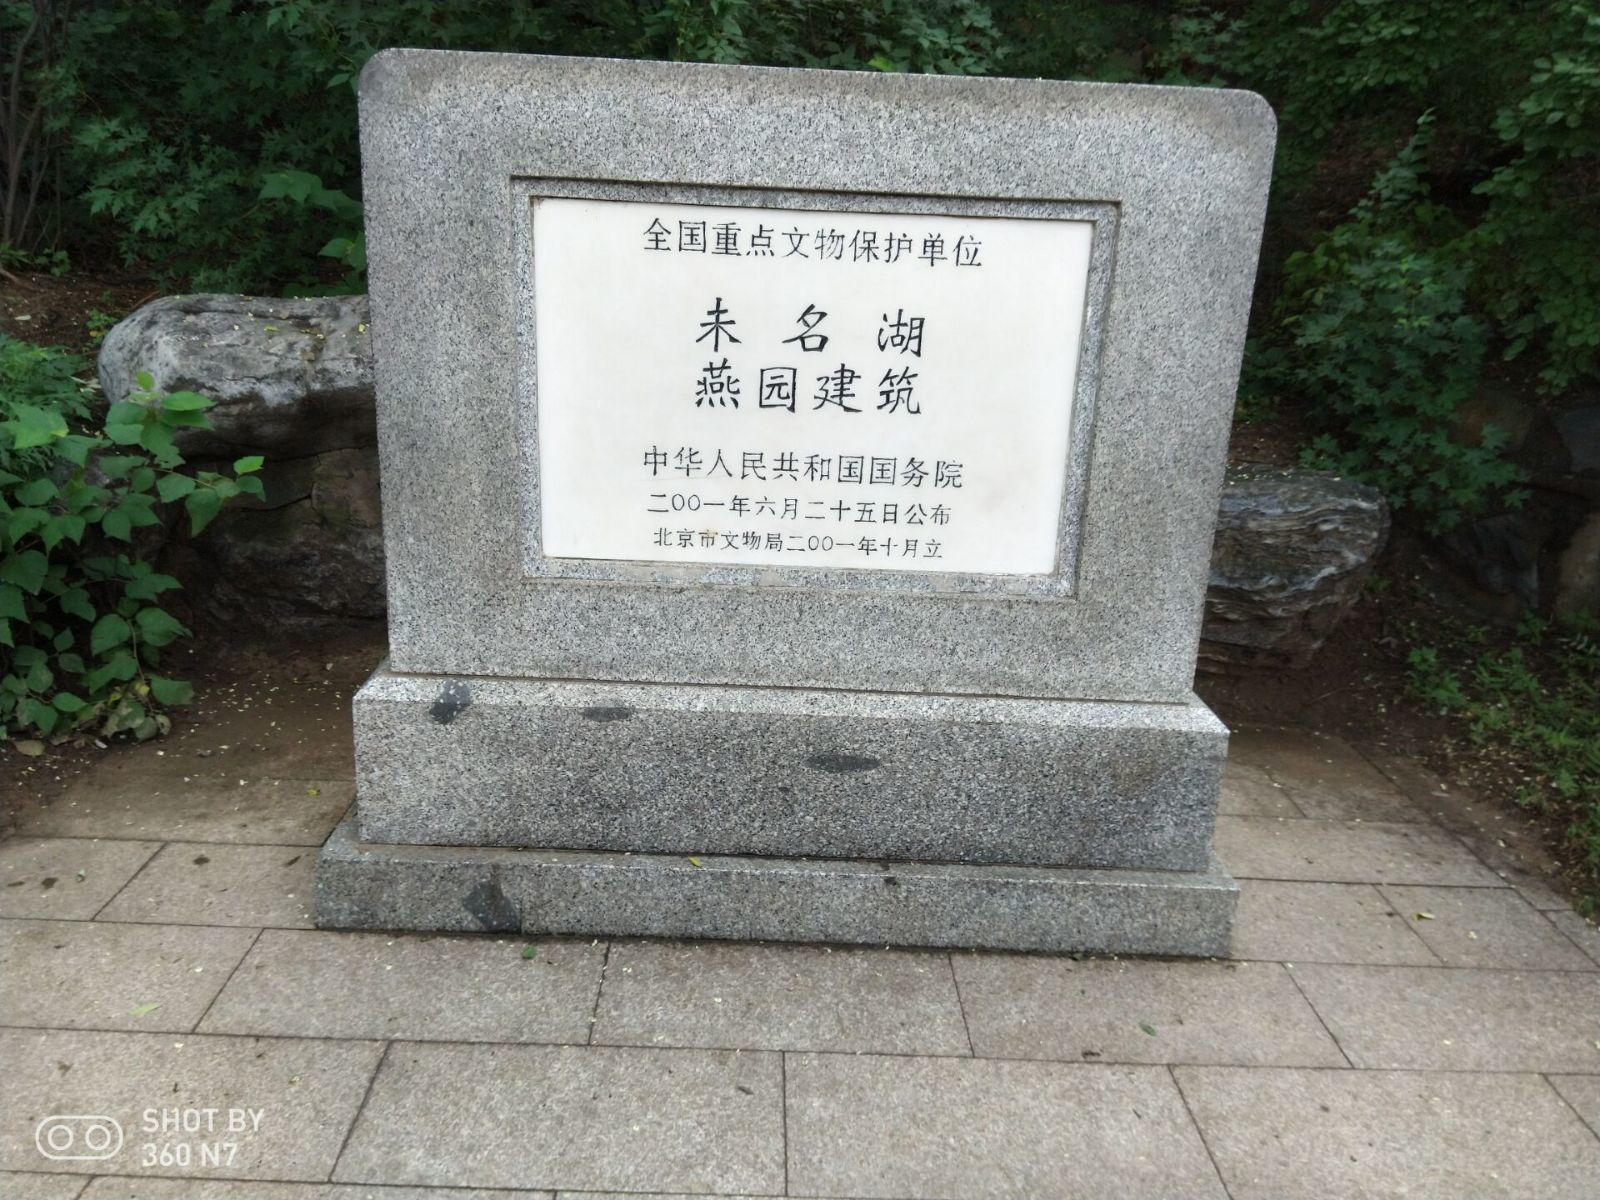 全国重点文物保护单位
未名湖
燕园建筑
中华人民共和国国务院
二〇〇一年六月二十五日公布
北京市文物局二〇〇一年十月立
SHOT BY
360 N7